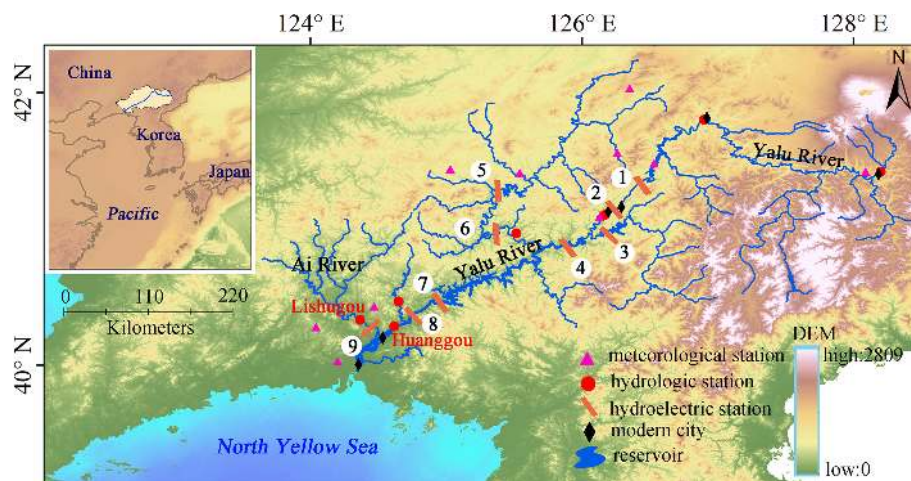 124° E
126° E
128° E
42° N
40° N
N
China
Korea
Japan
Pacific
0 110 220
Kilometers
Yalu River
1
2
3
4
5
6
7
8
9
Yalu River
Ai River
Lishugou
Huanggou
North Yellow Sea
meteorological station
hydrologic station
hydroelectric station
modern city
reservoir
DEM
high:2809
low:0